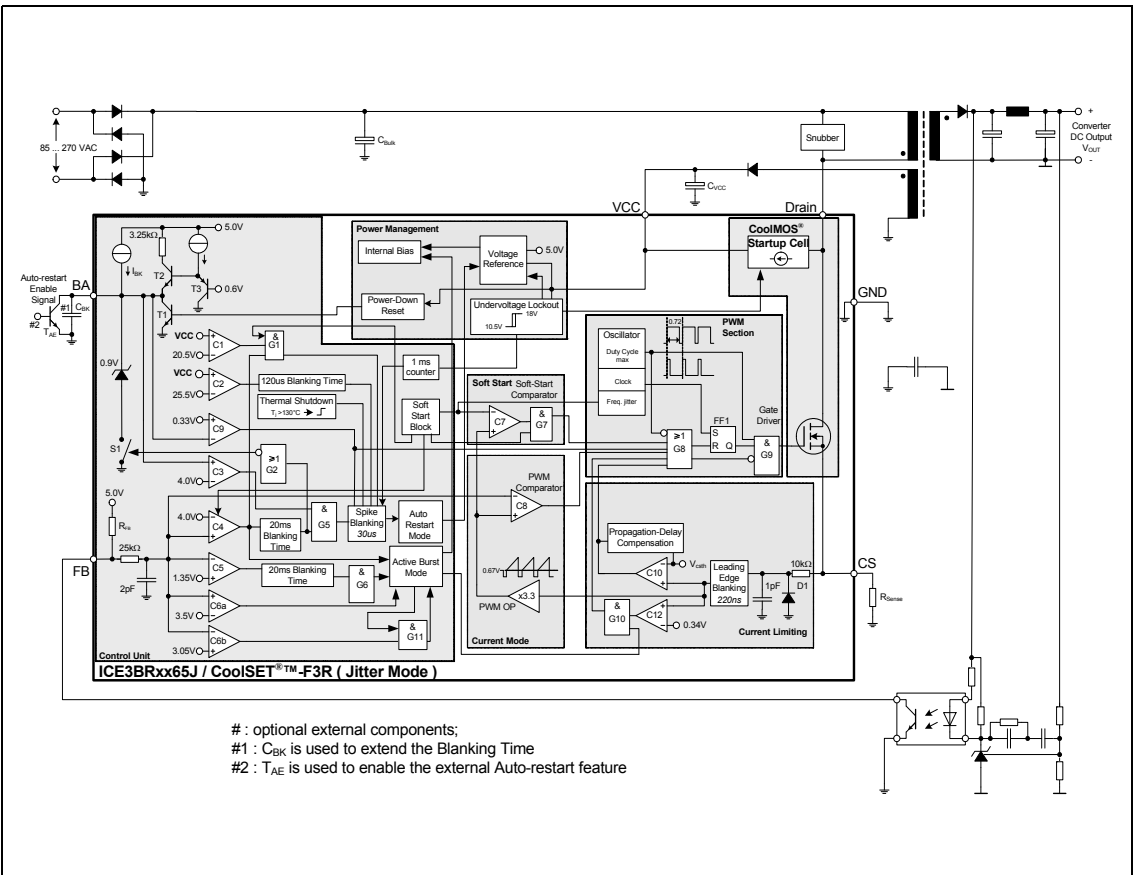 85 ... 270 VAC
CBulk
Snubber
+
Converter
DC Output
VOUT
-
CVCC
VCC
Drain
GND
CS
BA
FB
Auto-restart
Enable
Signal
#1
CBK
#2
TAE
3.25kΩ
5.0V
IBK
T2
T3
0.6V
T1
0.9V
S1
VCC
20.5V
C1
&
G1
VCC
25.5V
C2
120us Blanking Time
Thermal Shutdown
Tj >130°C
0.33V
C9
≥1
G2
C3
4.0V
5.0V
RFB
25kΩ
2pF
4.0V
C4
20ms
Blanking
Time
&
G5
Spike
Blanking
30us
Auto
Restart
Mode
C5
1.35V
20ms Blanking
Time
&
G6
Active Burst
Mode
C6a
3.5V
C6b
3.05V
&
G11
Control Unit
Power Management
Internal Bias
Voltage
Reference
5.0V
Power-Down
Reset
Undervoltage Lockout
18V
10.5V
1 ms
counter
Soft
Start
Block
Soft Start
Soft-Start
Comparator
C7
&
G7
PWM
Comparator
C8
0.67V
x3.3
PWM OP
Current Mode
CoolMOS®
Startup Cell
PWM
Section
Oscillator
Duty Cycle
max
Clock
Freq. jitter
0.72
≥1
G8
FF1
S
R
Q
Gate
Driver
&
G9
Propagation-Delay
Compensation
Vcsth
C10
Leading
Edge
Blanking
220ns
10kΩ
1pF
D1
&
G10
C12
0.34V
Current Limiting
RSense
ICE3BRxx65J / CoolSET®™-F3R ( Jitter Mode )
# : optional external components;
#1 : CBK is used to extend the Blanking Time
#2 : TAE is used to enable the external Auto-restart feature